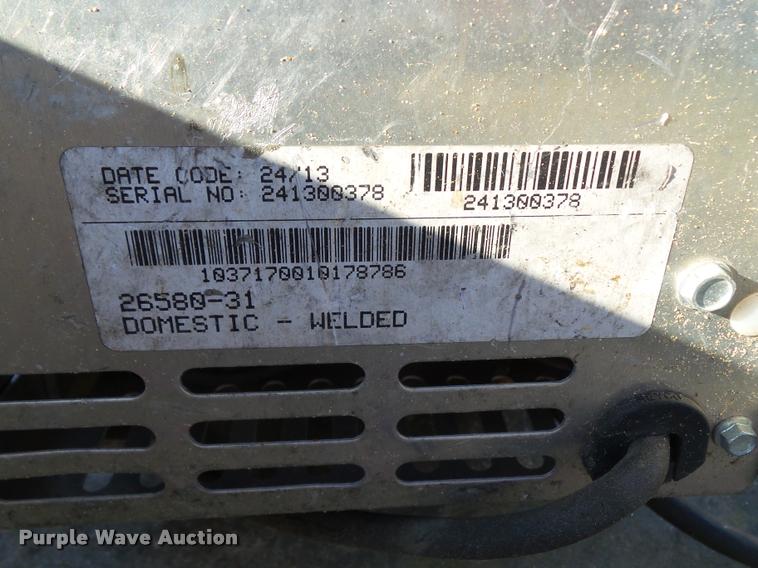 DATE CODE: 24/13
SERIAL NO: 241300378
241300378
1037170010178786
26580-31
DOMESTIC - WELDED
Purple Wave Auction